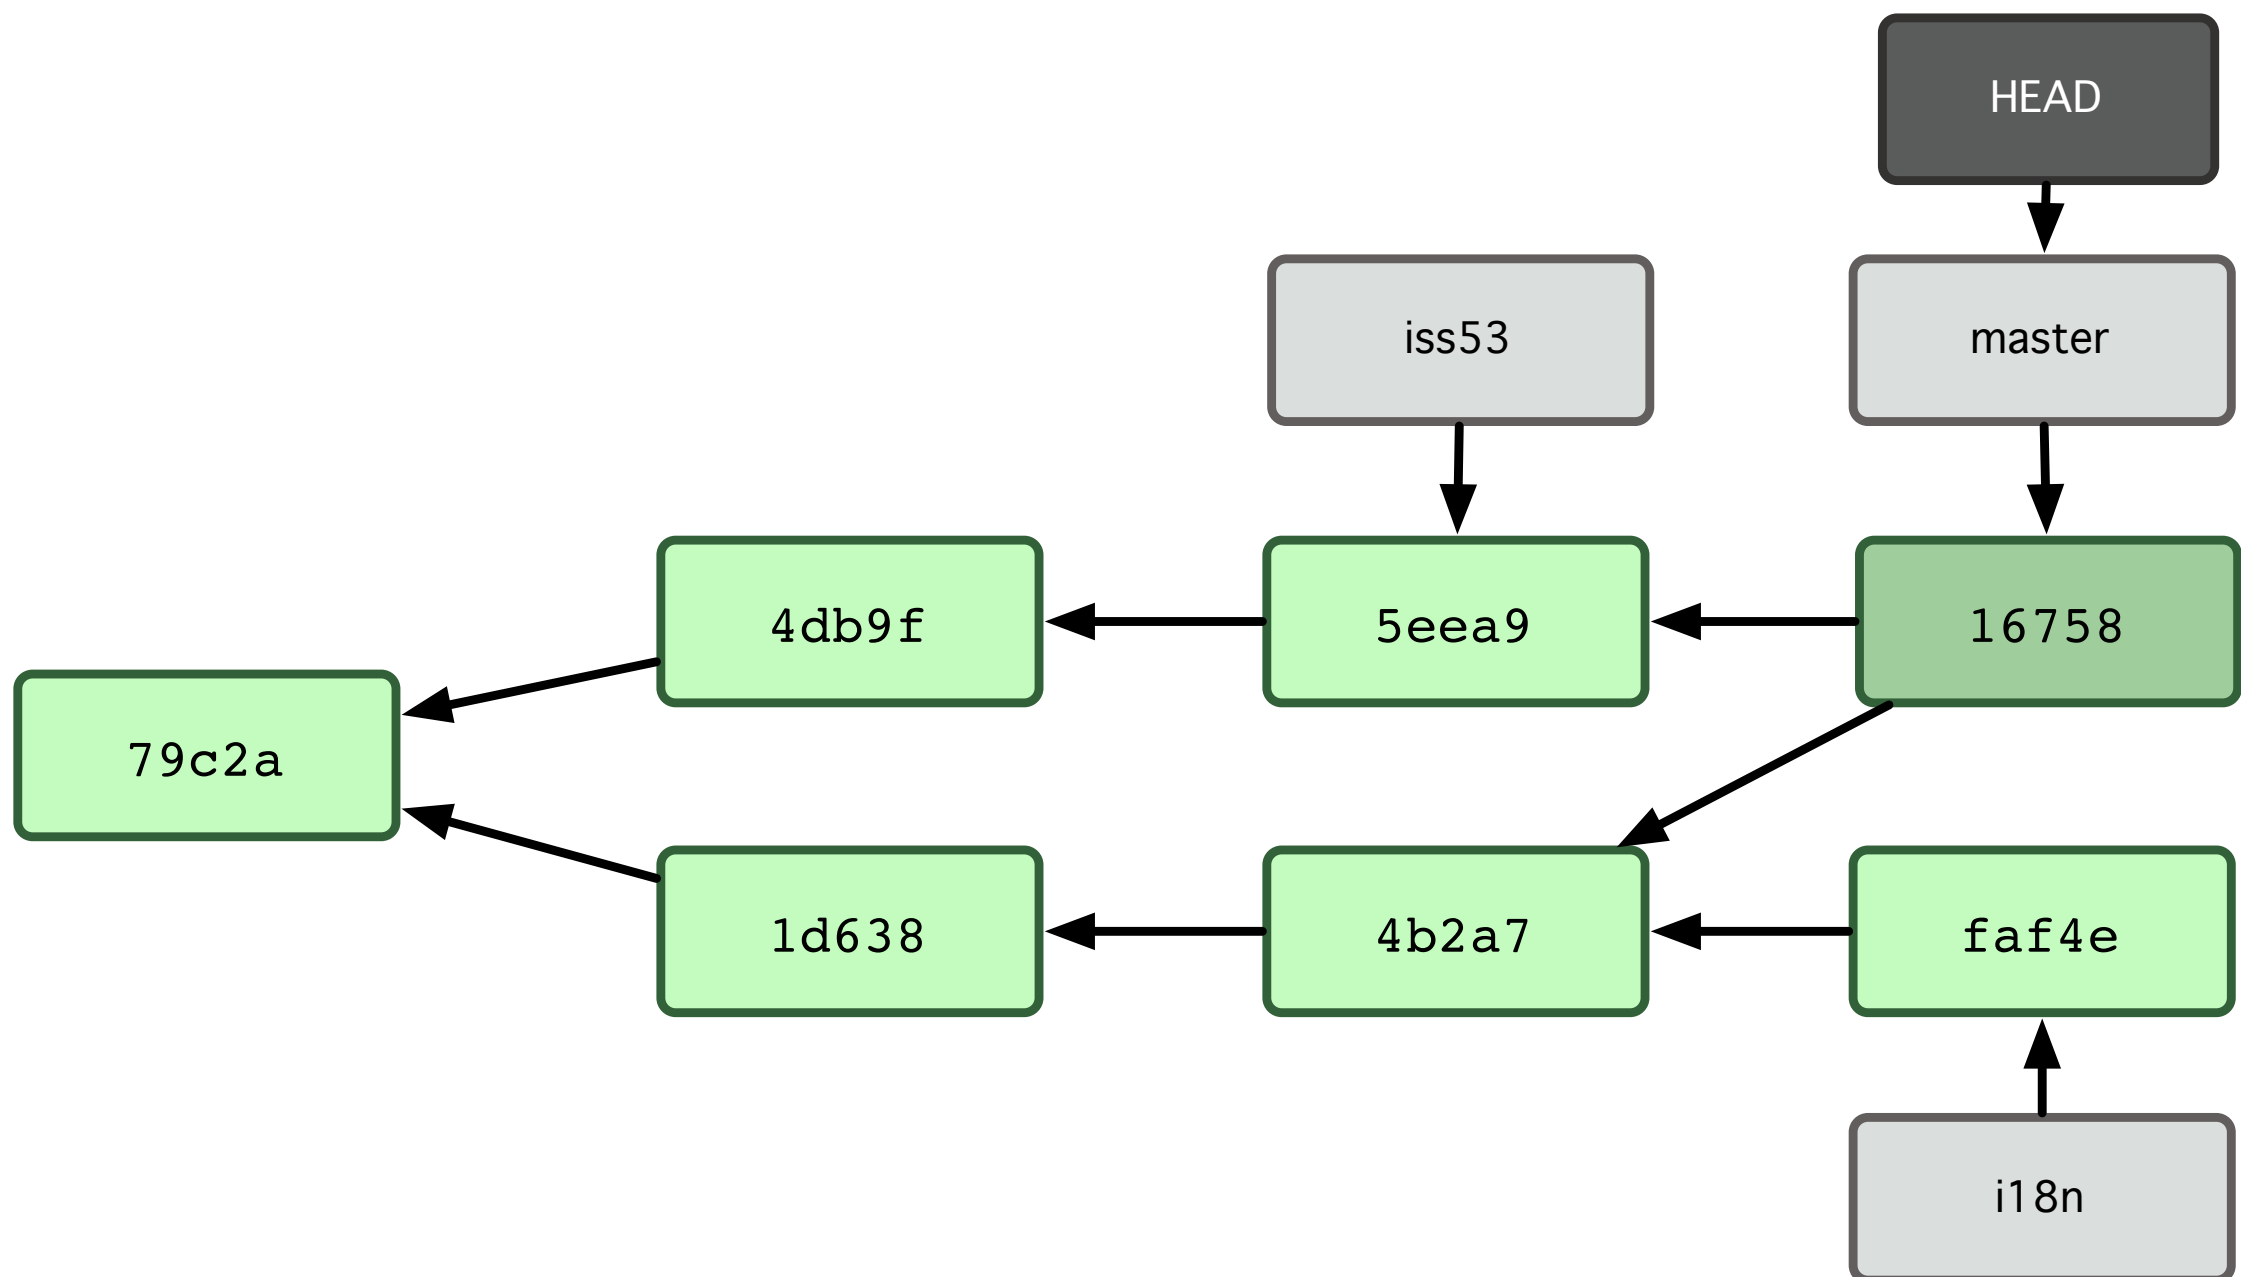 HEAD
iss53
master
4db9f
5eea9
16758
79c2a
1d638
4b2a7
faf4e
i18n